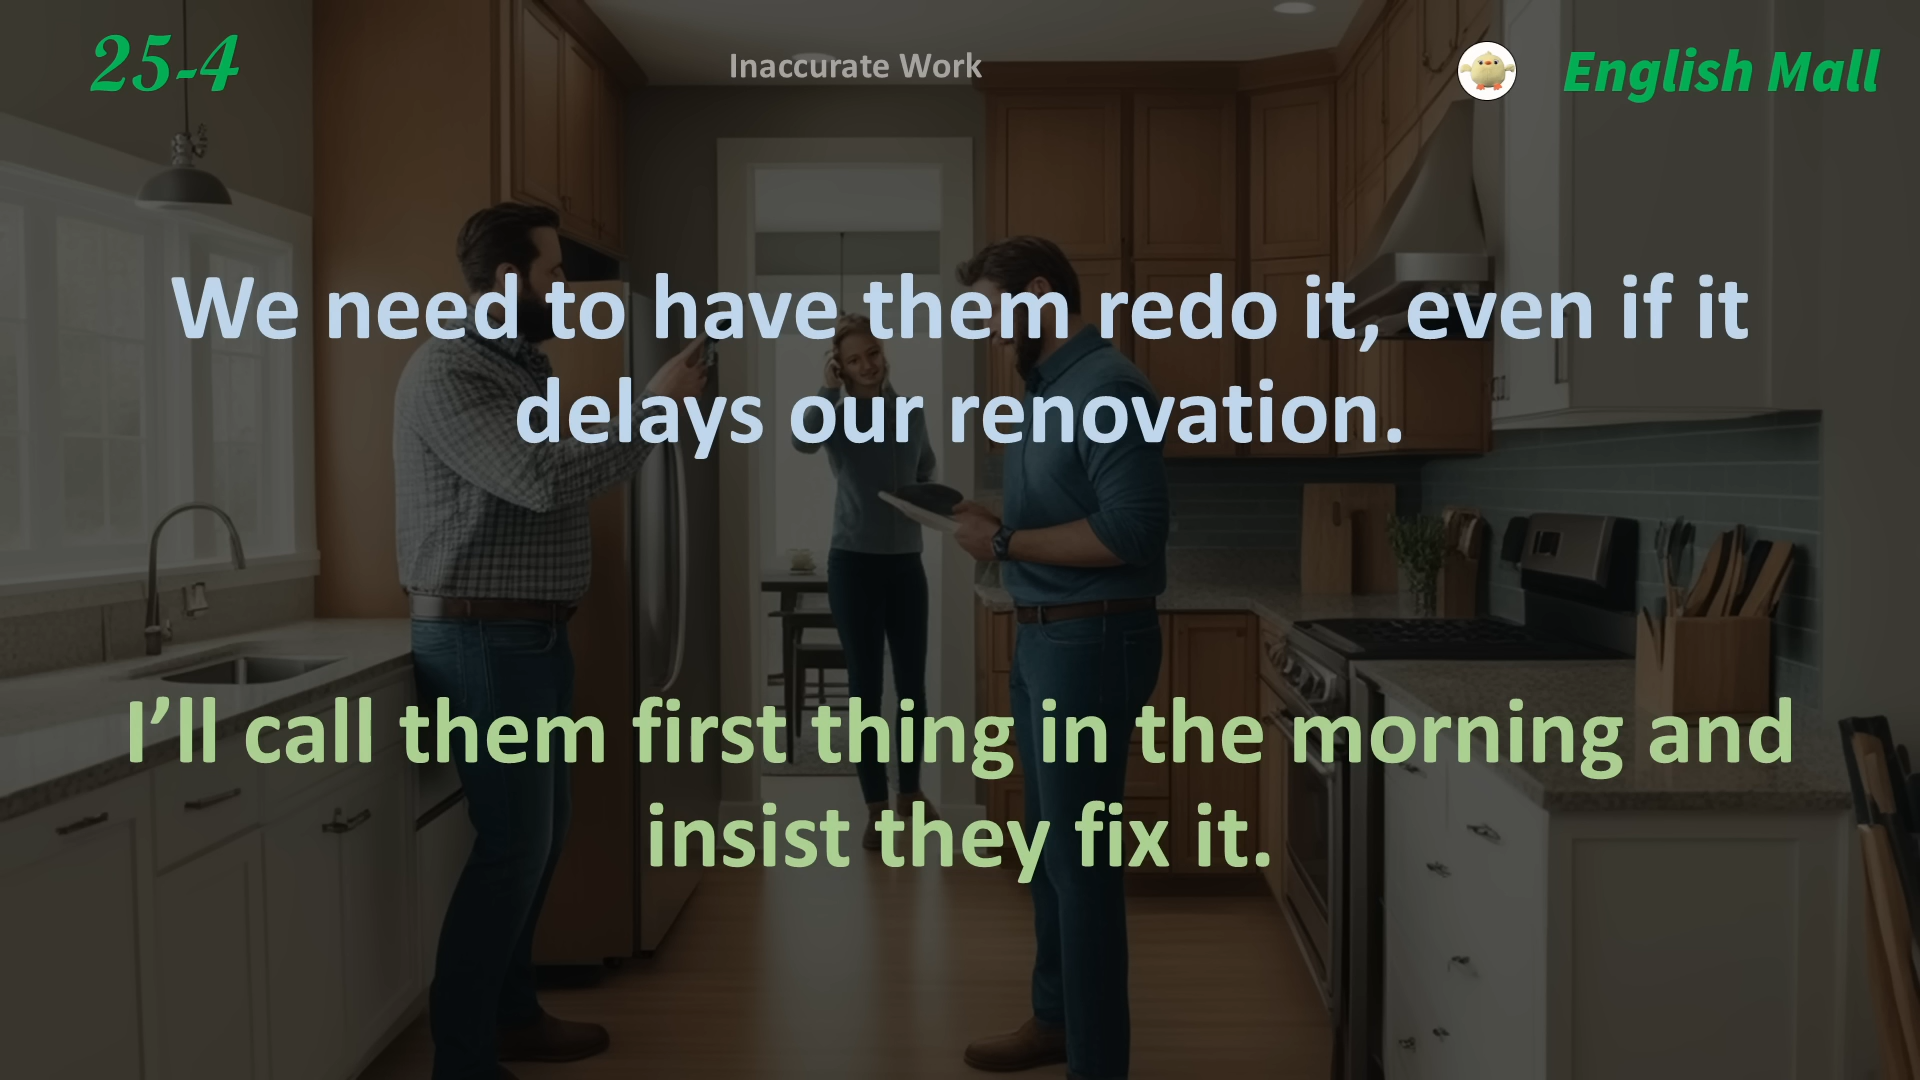 25-4
Inaccurate Work
English Mall
We need to have them redo it, even if it
delays our renovation.
I’ll call them first thing in the morning and
insist they fix it.